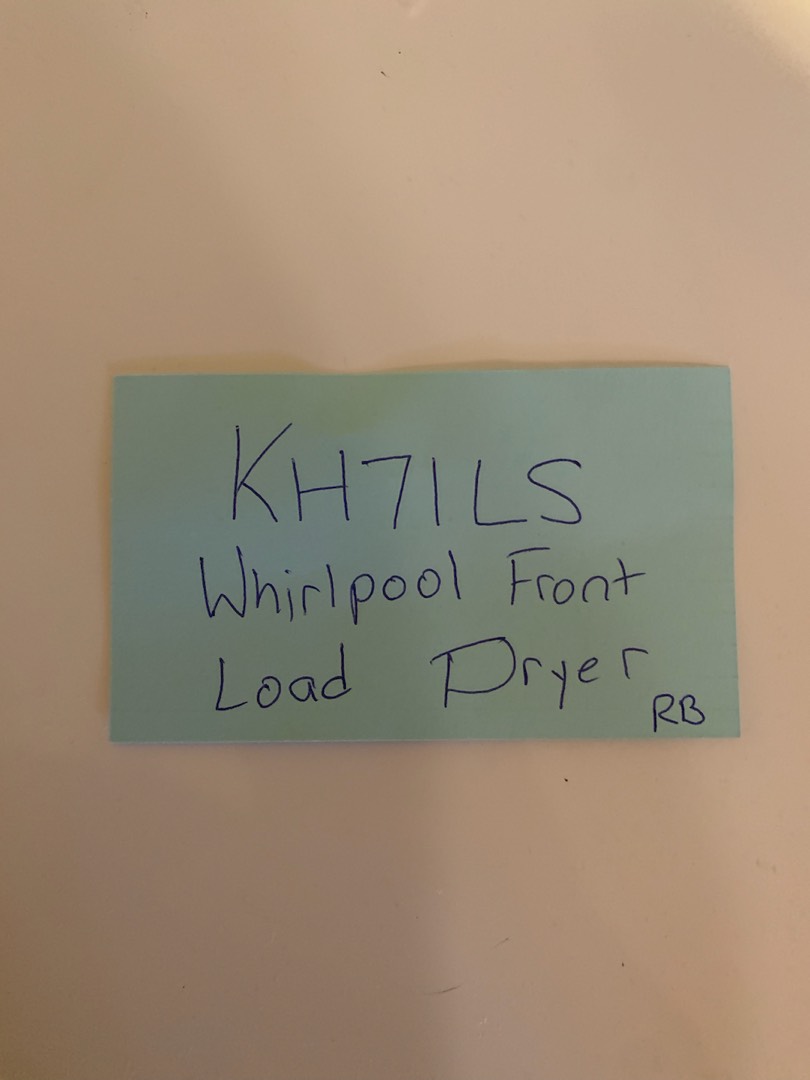 KH71LS
Whirlpool Front
Load Dryer
RB